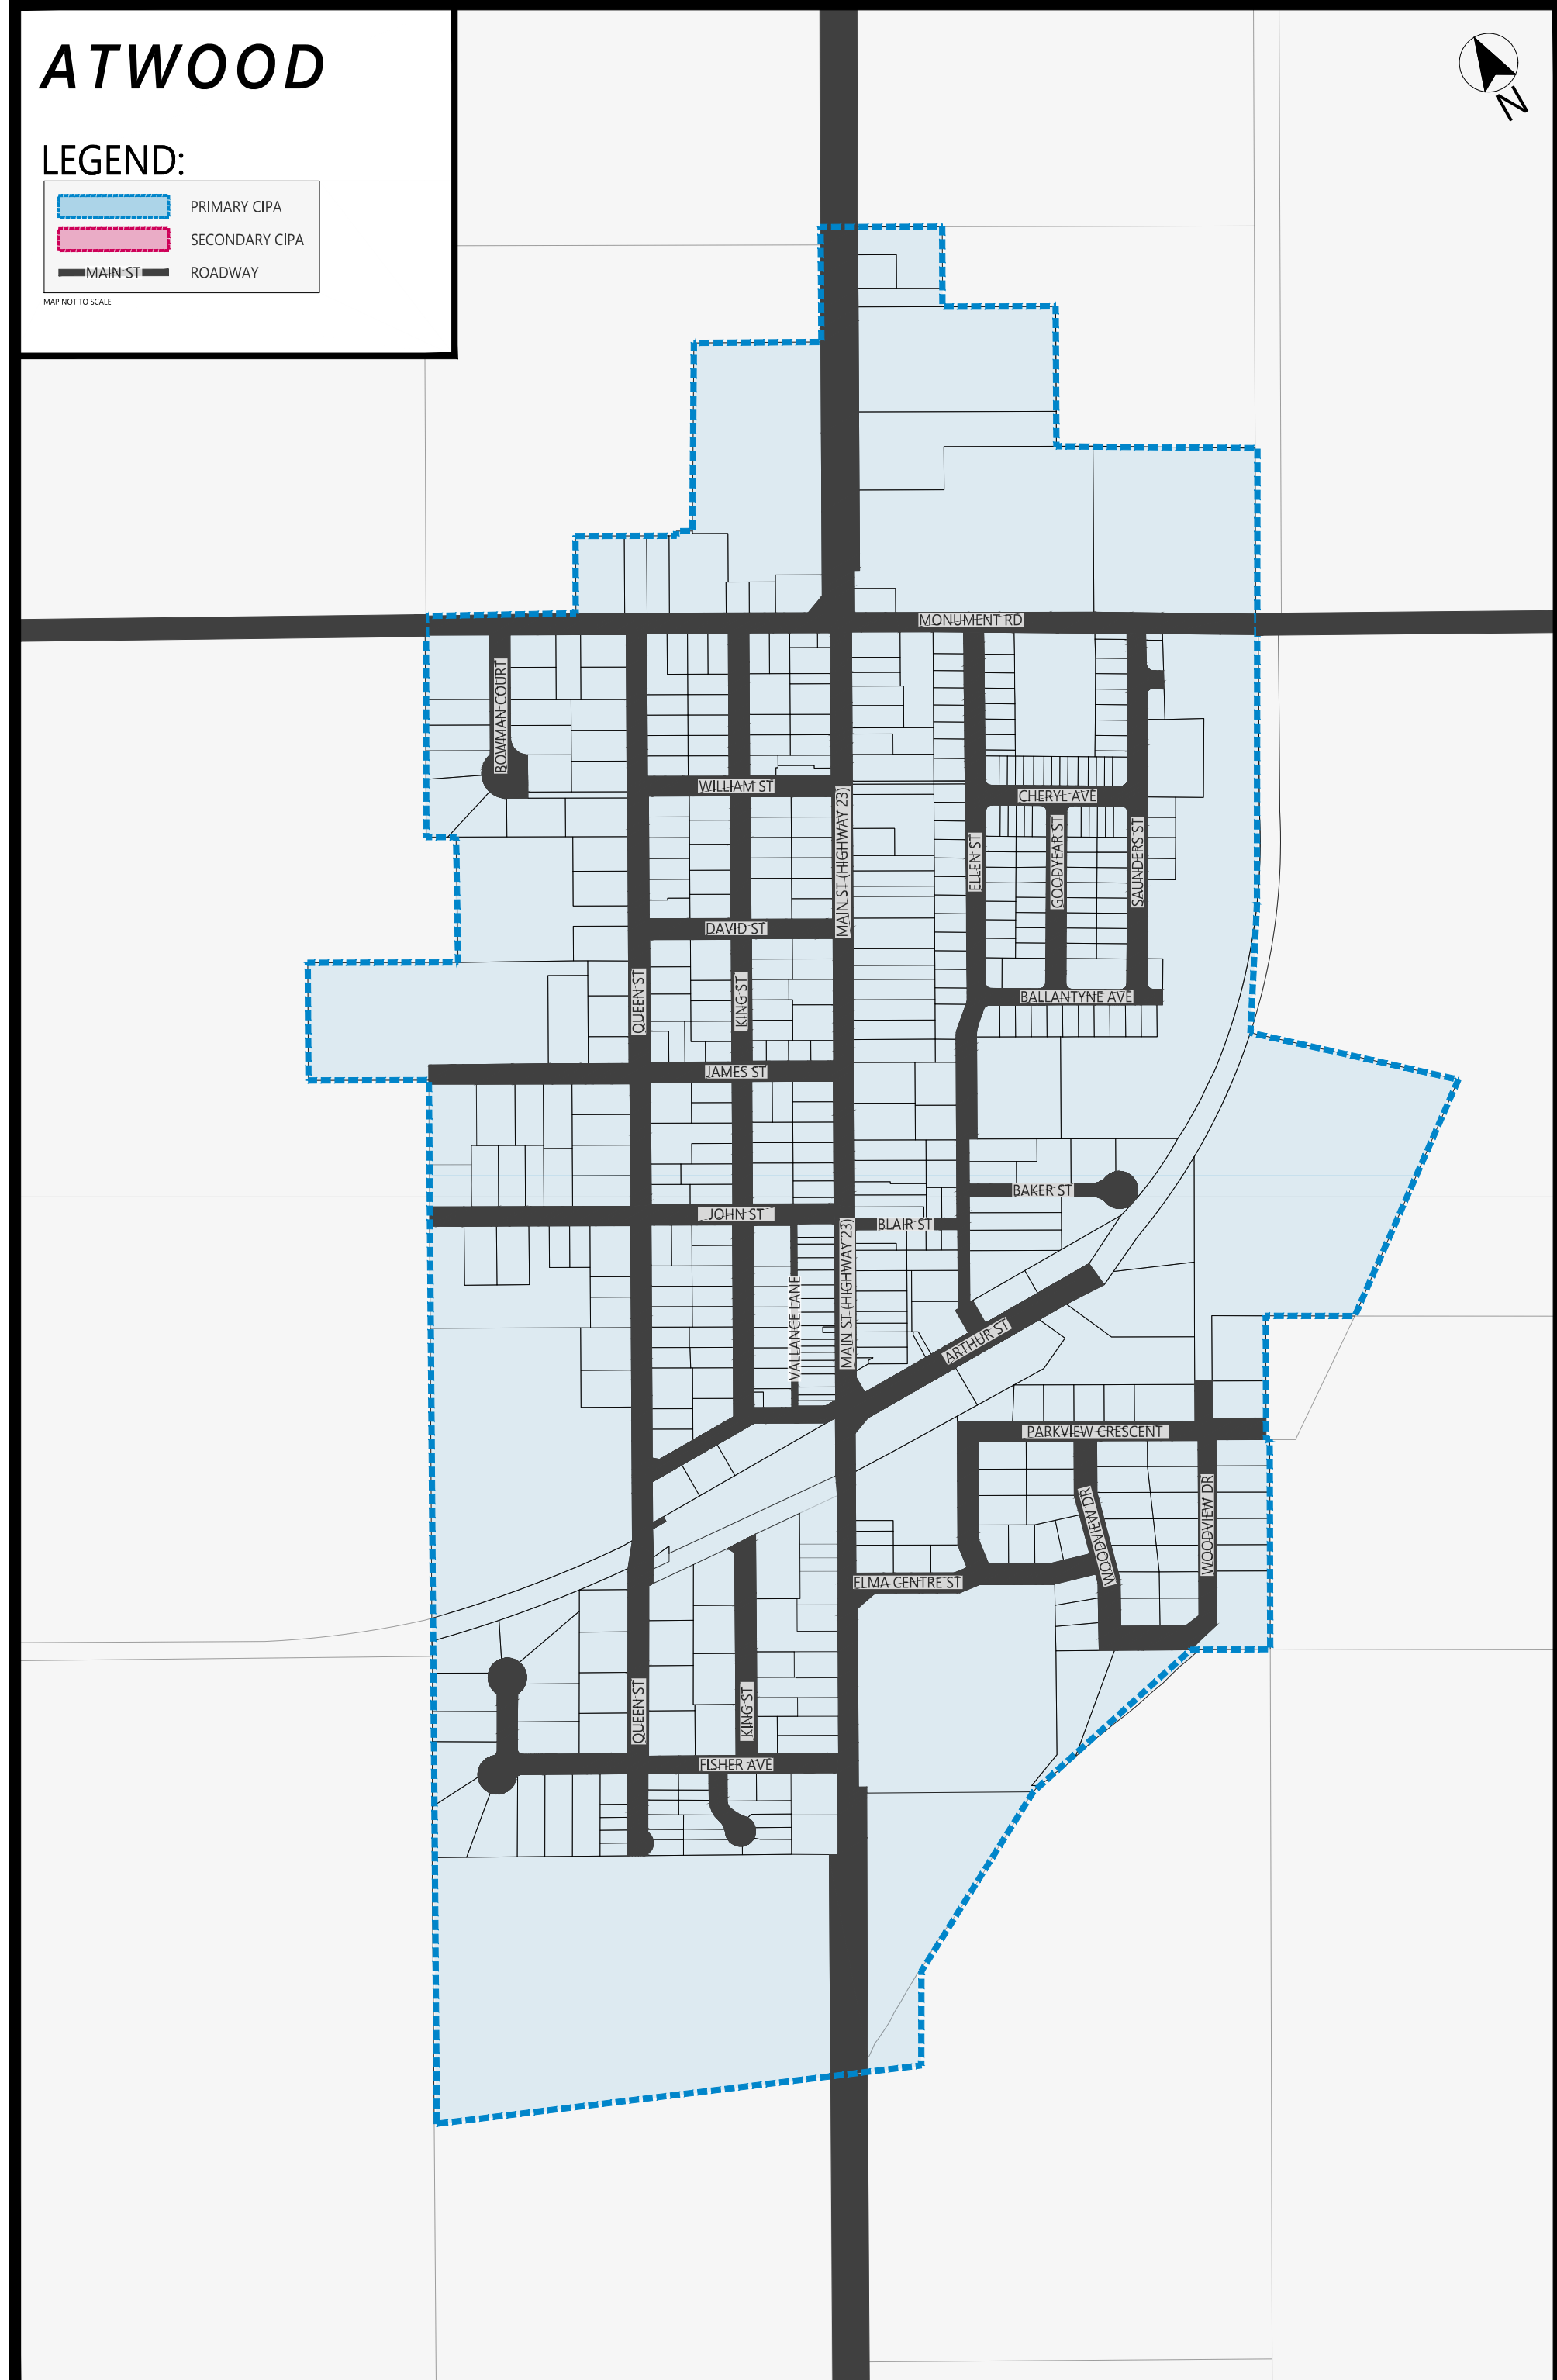 ATWOOD
N
LEGEND:
PRIMARY CIPA
SECONDARY CIPA
MAIN ST
ROADWAY
MAP NOT TO SCALE
MONUMENT RD
BOWMAN COURT
WILLIAM ST
CHERYL AVE
MAIN ST (HIGHWAY 23)
ELLEN ST
GOODYEAR ST
SAUNDERS ST
DAVID ST
QUEEN ST
KING ST
BALLANTYNE AVE
JAMES ST
BAKER ST
JOHN ST
BLAIR ST
VALLANCE LANE
MAIN ST (HIGHWAY 23)
ARTHUR ST
PARKVIEW CRESCENT
WOODVIEW DR
WOODVIEW DR
ELMA CENTRE ST
QUEEN ST
KING ST
FISHER AVE